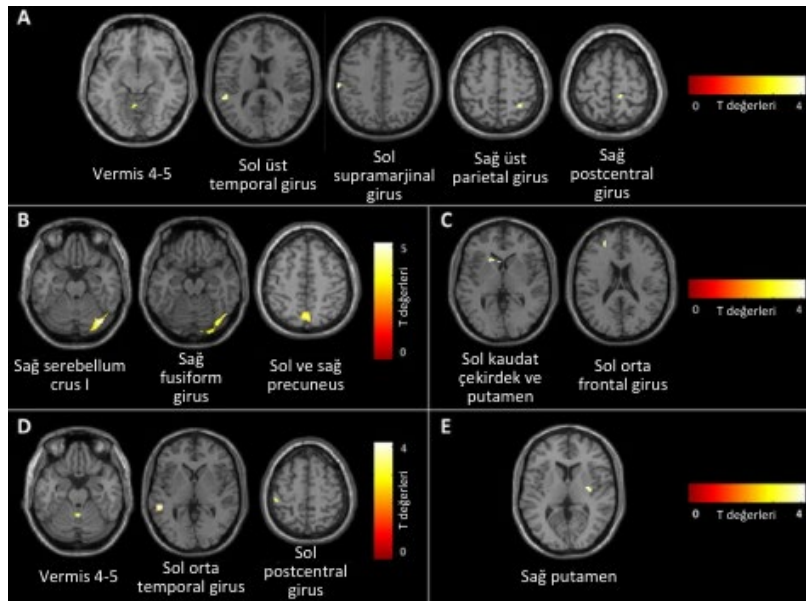 A
Vermis 4-5
Sol üst
temporal girus
Sol
supramarjinal
girus
Sağ üst
parietal girus
Sağ
postcentral
girus
0 T değerleri 4
B
Sağ serebellum
crus I
Sağ
fusiform
girus
Sol ve sağ
precuneus
5
T değerleri
0
C
Sol kaudat
çekirdek ve
putamen
Sol orta
frontal girus
0 T değerleri 4
D
Vermis 4-5
Sol orta
temporal girus
Sol
postcentral
girus
4
T değerleri
0
E
Sağ putamen
0 T değerleri 4